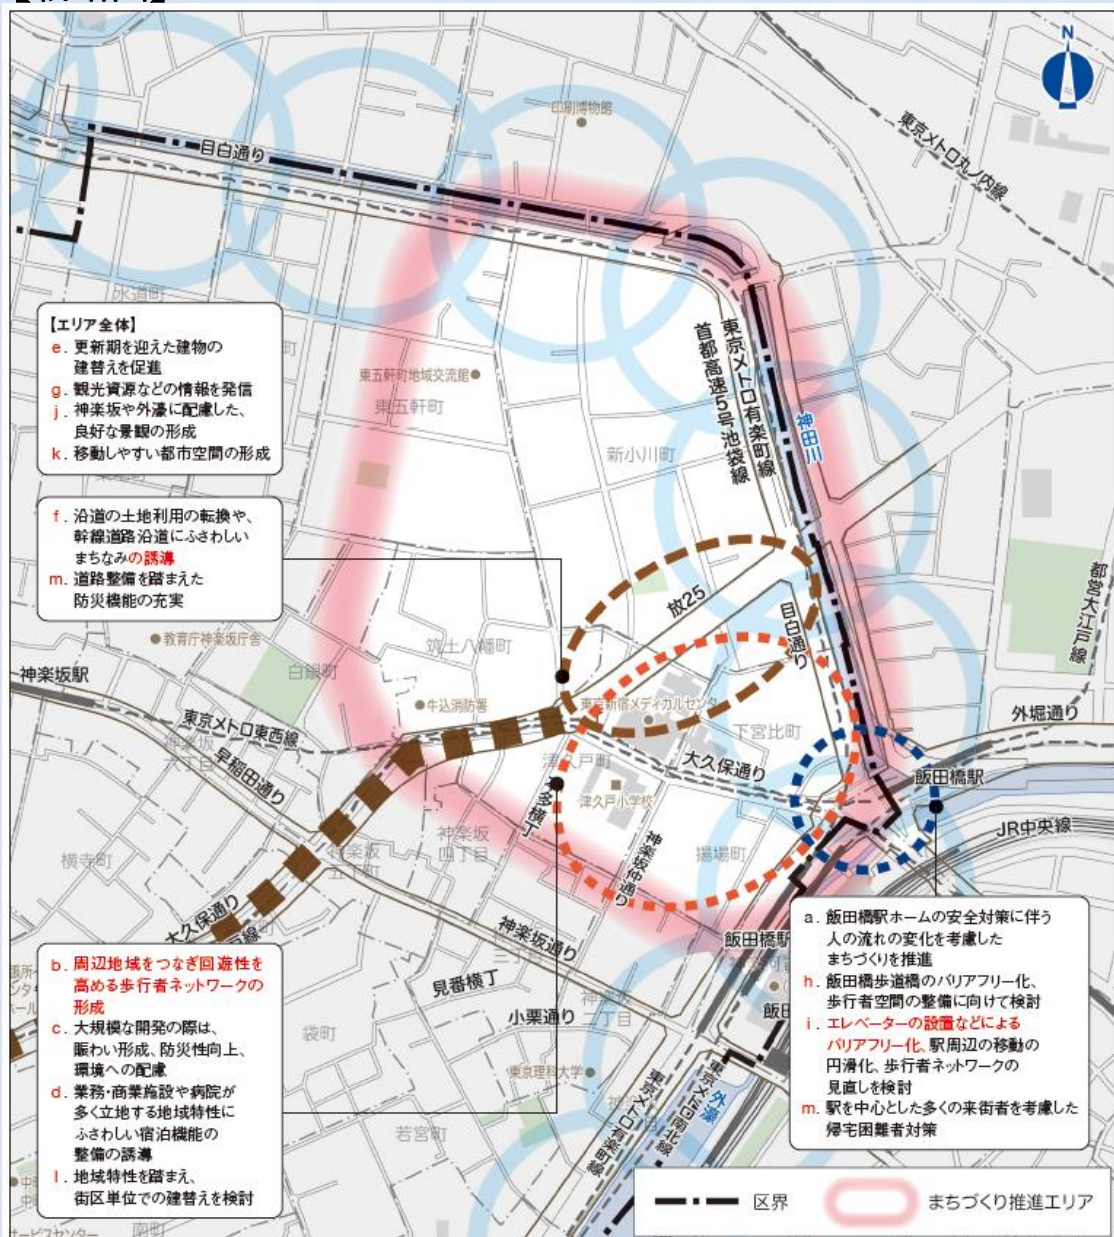 N
印刷博物館
東京メトロ丸ノ内線
目白通り
水道町
【エリア全体】
e. 更新期を迎えた建物の
建替えを促進
g. 観光資源などの情報を発信
j. 神楽坂や外濠に配慮した、
良好な景観の形成
k. 移動しやすい都市空間の形成
町
東五軒町地域交流館
東五軒町
新小川町
東京メトロ有楽町線
首都高速5号池袋線
神田川
f. 沿道の土地利用の転換や、
幹線道路沿道にふさわしい
まちなみの誘導
m. 道路整備を踏まえた
防災機能の充実
放25
目白通り
都営大江戸線
教育庁神楽坂庁舎
筑土八幡町
白銀町
神楽坂駅
牛込消防署
東京新宿メディカルセンター
東京メトロ東西線
神楽坂
六丁目
早稲田通り
下宮比町
外堀通り
津久戸町
大久保通り
飯田橋駅
津久戸小学校
本多横丁
JR中央線
横寺町
神楽坂
五丁目
神楽坂
四丁目
神楽坂仲通り
揚場町
大久保通り
神楽坂通り
三丁目
飯田橋駅
見番横丁
小栗通り
神楽坂
二丁目
袋町
東京理科大学
若宮町
東京メトロ有楽町線
東京メトロ南北線
外濠
b. 周辺地域をつなぎ回遊性を
高める歩行者ネットワークの
形成
c. 大規模な開発の際は、
賑わい形成、防災性向上、
環境への配慮
d. 業務・商業施設や病院が
多く立地する地域特性に
ふさわしい宿泊機能の
整備の誘導
l. 地域特性を踏まえ、
街区単位での建替えを検討
a. 飯田橋駅ホームの安全対策に伴う
人の流れの変化を考慮した
まちづくりを推進
h. 飯田橋歩道橋のバリアフリー化、
歩行者空間の整備に向けて検討
i. エレベーターの設置などによる
バリアフリー化、駅周辺の移動の
円滑化、歩行者ネットワークの
見直しを検討
m. 駅を中心とした多くの来街者を考慮した
帰宅困難者対策
サービスセンター
南町
区界
まちづくり推進エリア